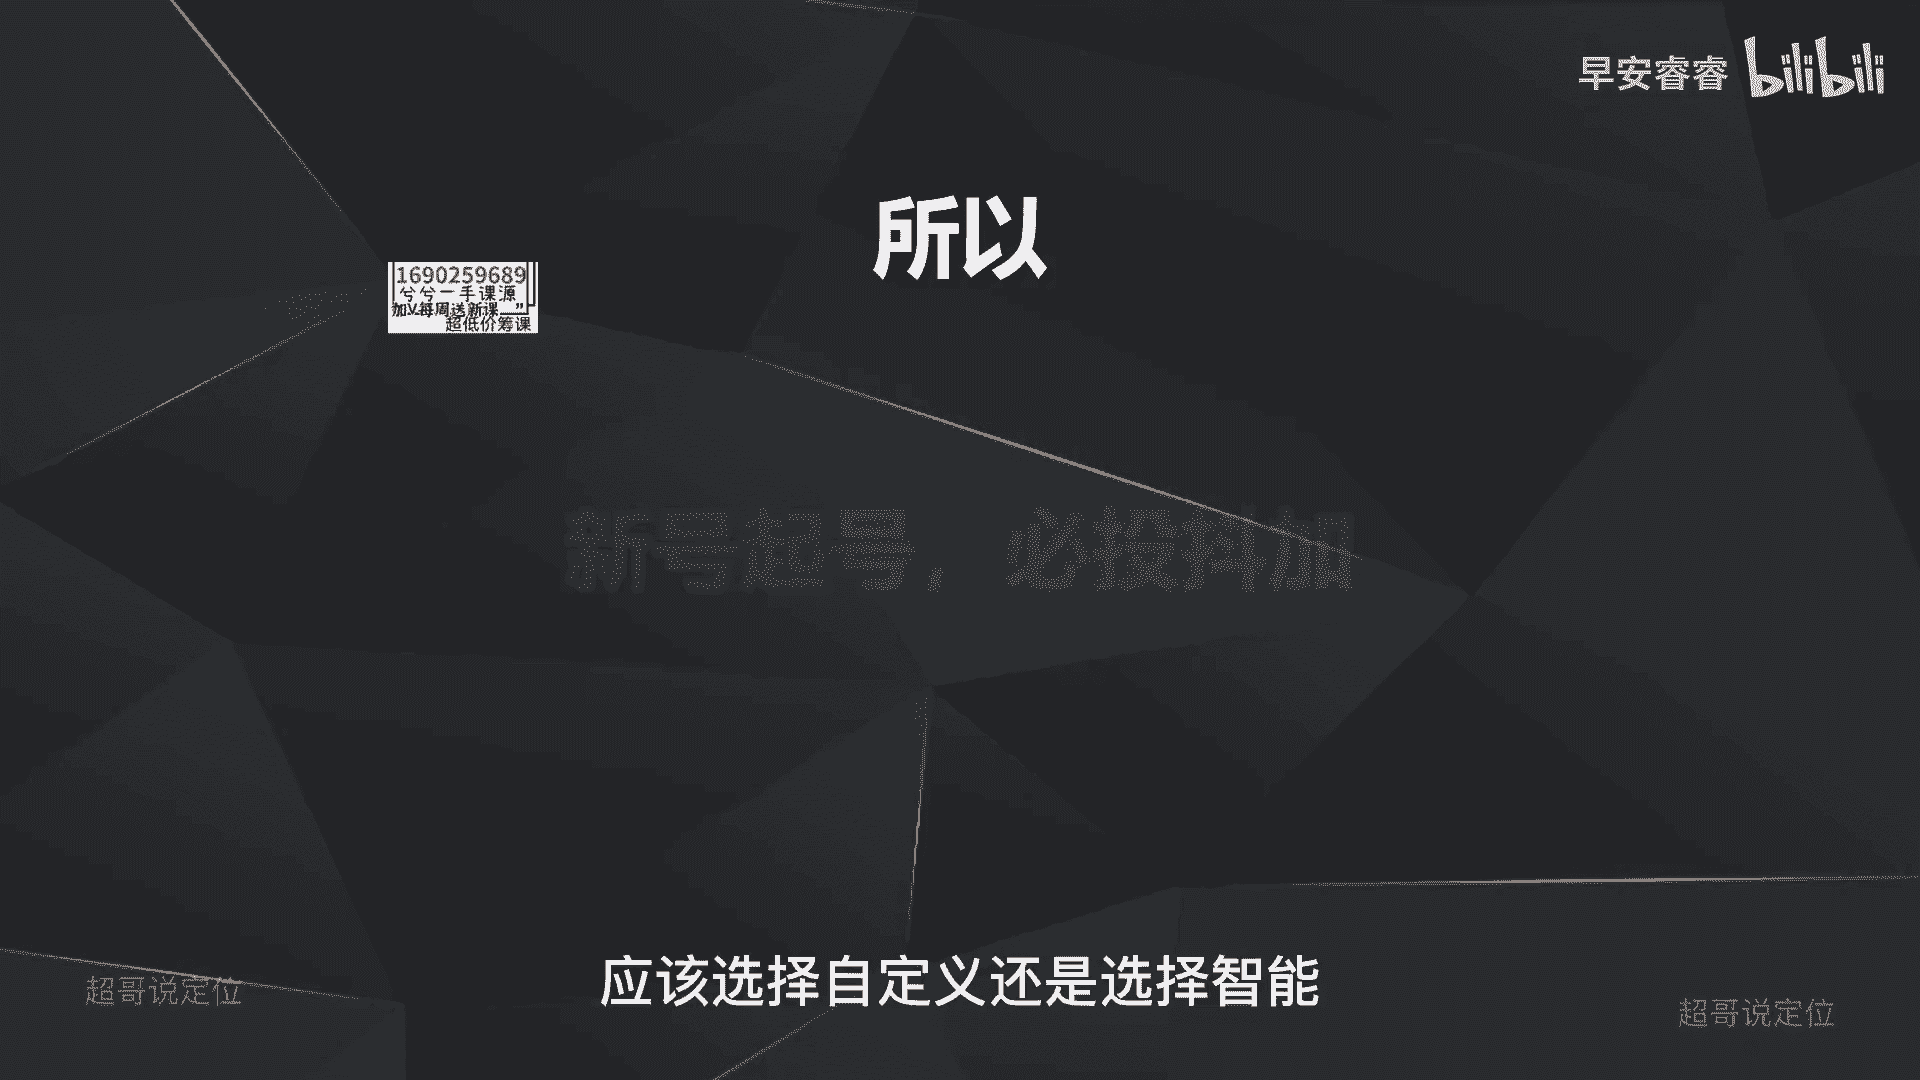 早安睿睿 bilibili
所以
1690259689
兮兮一手课源
加V每周送新课
超低价筹课
新号起号，必投抖加
应该选择自定义还是选择智能
超哥说定位
超哥说定位